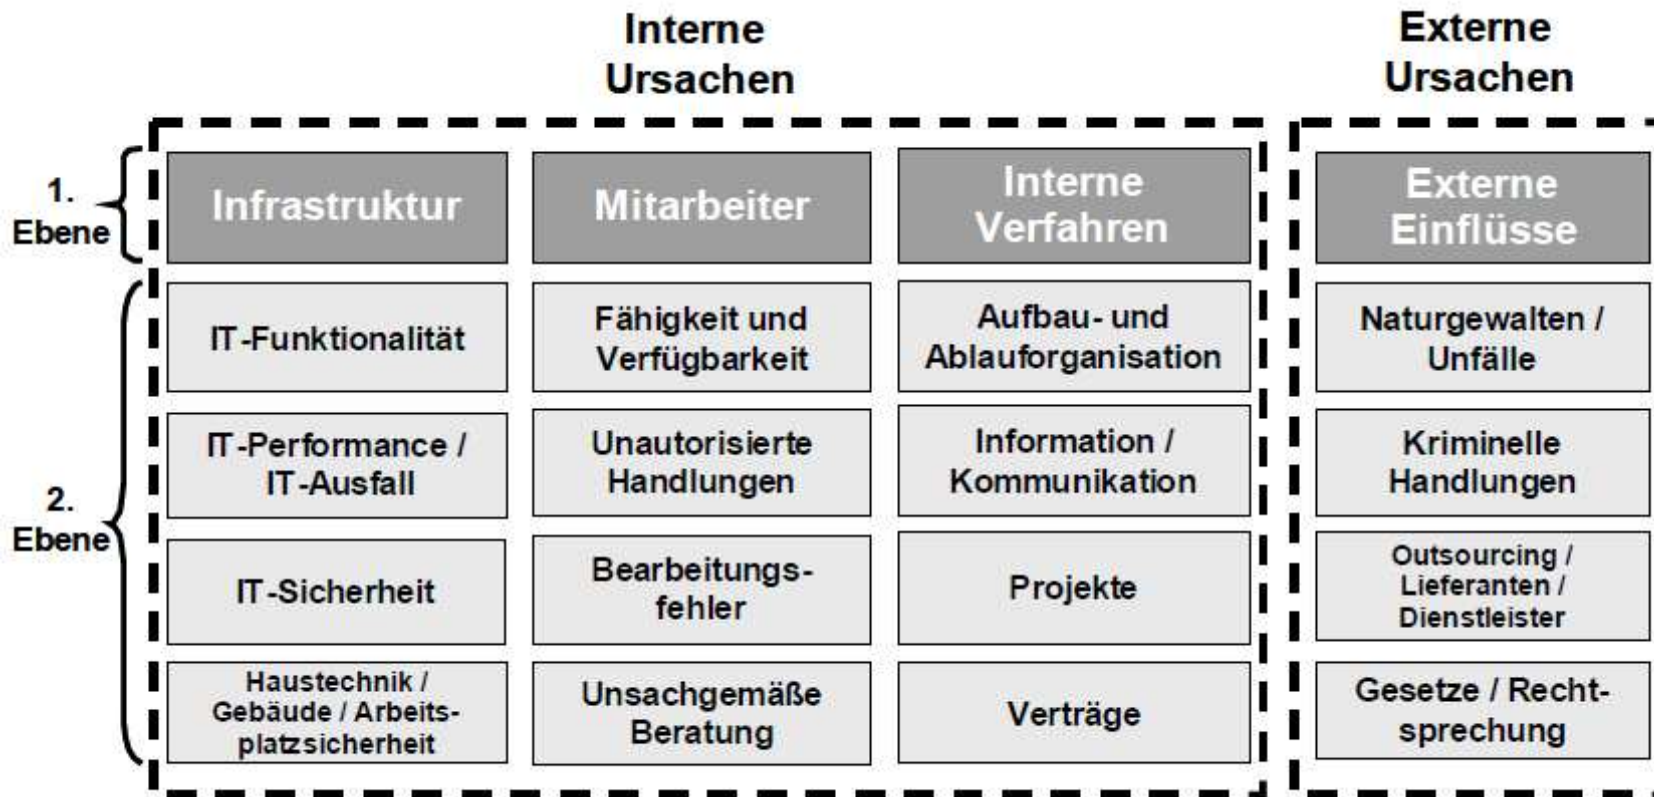 Interne
Ursachen
Externe
Ursachen
1.
Ebene
Infrastruktur
Mitarbeiter
Interne
Verfahren
Externe
Einflüsse
2.
Ebene
IT-Funktionalität
Fähigkeit und
Verfügbarkeit
Aufbau- und
Ablauforganisation
Naturgewalten /
Unfälle
IT-Performance /
IT-Ausfall
Unautorisierte
Handlungen
Information /
Kommunikation
Kriminelle
Handlungen
IT-Sicherheit
Bearbeitungs-
fehler
Projekte
Outsourcing /
Lieferanten /
Dienstleister
Haustechnik /
Gebäude / Arbeits-
platzsicherheit
Unsachgemäße
Beratung
Verträge
Gesetze / Recht-
sprechung